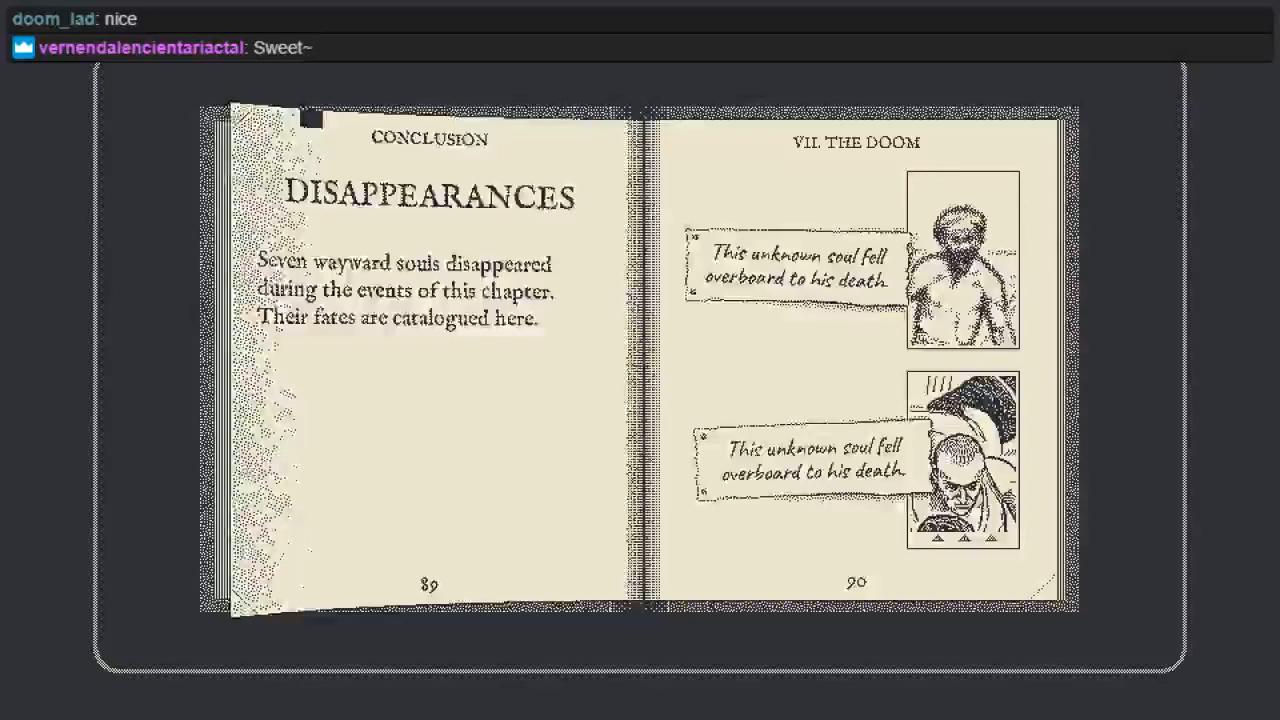 doom_lad: nice
vernendalencientariactal: Sweet~
CONCLUSION
DISAPPEARANCES
Seven wayward souls disappeared
during the events of this chapter.
Their fates are catalogued here.
89
VII. THE DOOM
This unknown soul fell
overboard to his death.
This unknown soul fell
overboard to his death.
90